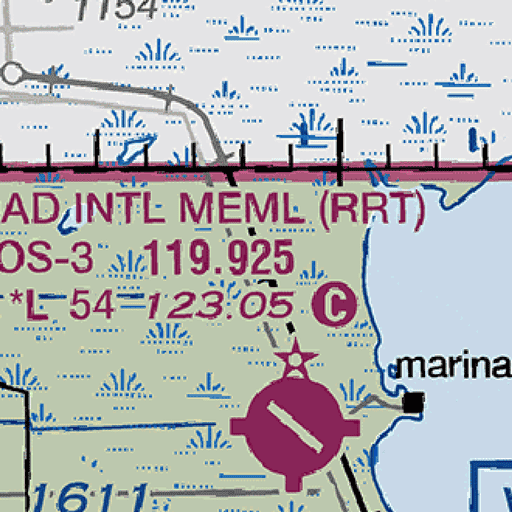 1154
AD INTL MEML (RRT)
OS-3 119.925
*L 54 123.05 C
marina
1611